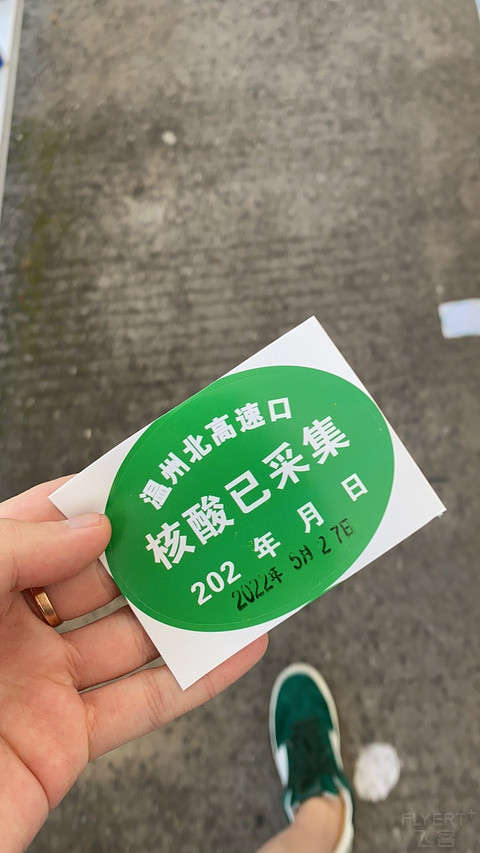 温州北高速口
核酸已采集
202 年 月 日
2022年 5月27日
FLYERT+
飞客